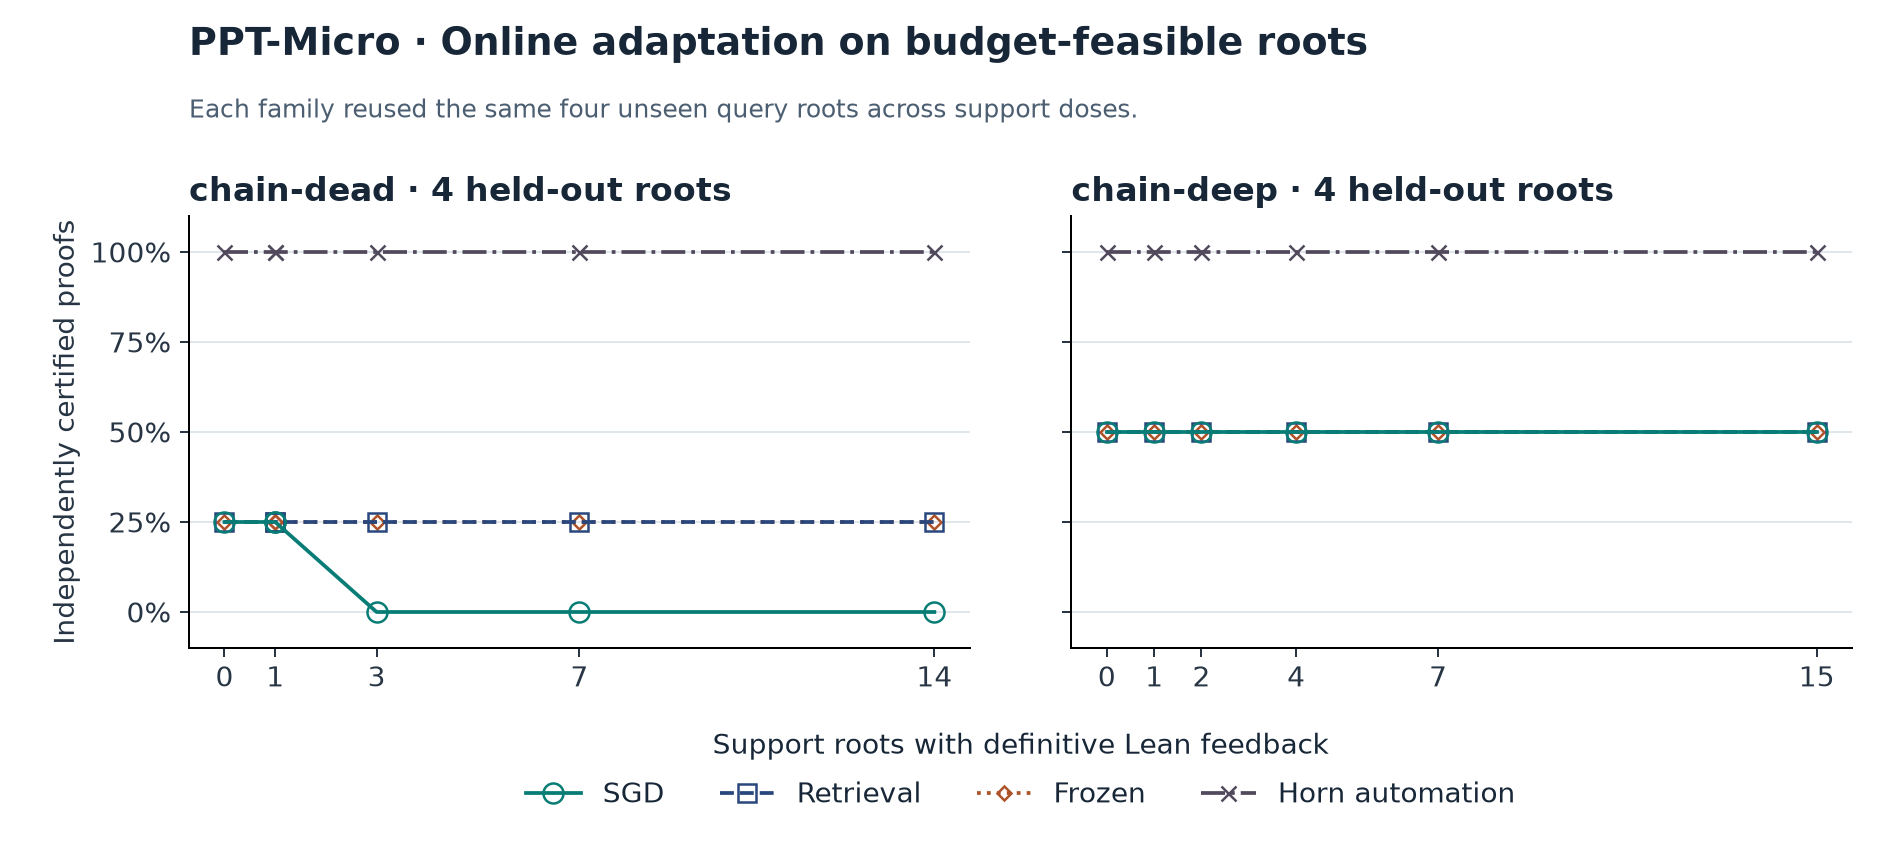 PPT-Micro · Online adaptation on budget-feasible roots
Each family reused the same four unseen query roots across support doses.
chain-dead · 4 held-out roots
chain-deep · 4 held-out roots
Independently certified proofs
100%
75%
50%
25%
0%
0 1 3 7 14
0 1 2 4 7 15
Support roots with definitive Lean feedback
SGD Retrieval Frozen Horn automation